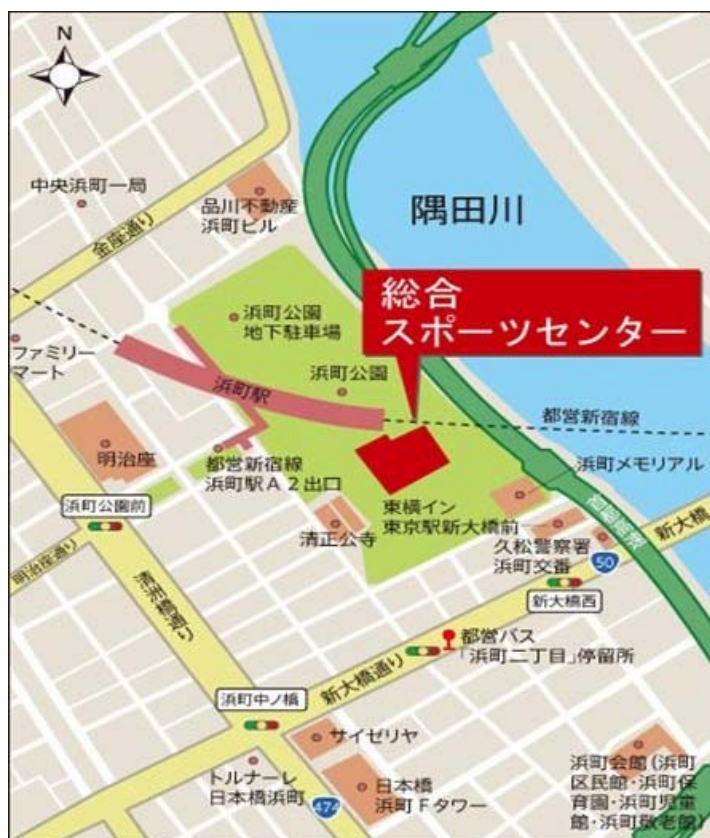 N
中央浜町一局
品川不動産
浜町ビル
金座通り
隅田川
総合
スポーツセンター
浜町公園
地下駐車場
ファミリー
マート
浜町駅
浜町公園
都営新宿線
明治座
都営新宿線
浜町駅A2出口
浜町メモリアル
浜町公園前
東横イン
東京駅新大橋前
清正公寺
久松警察署
浜町交番
首都高速
新大橋
明治座通り
50
新大橋西
清洲橋通り
都営バス
「浜町二丁目」停留所
新大橋通り
浜町中ノ橋
サイゼリヤ
トルナーレ
日本橋浜町
474
日本橋
浜町Fタワー
浜町会館(浜町
区民館・浜町保
育園・浜町児童
館・浜町敬老館)